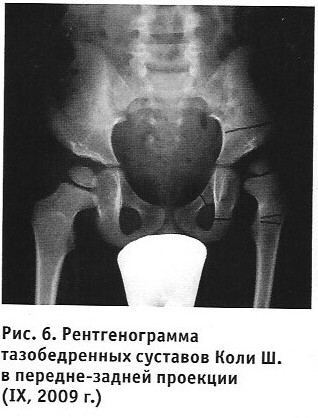 Рис. 6. Рентгенограмма
тазобедренных суставов Коли Ш.
в передне-задней проекции
(IX, 2009 г.)